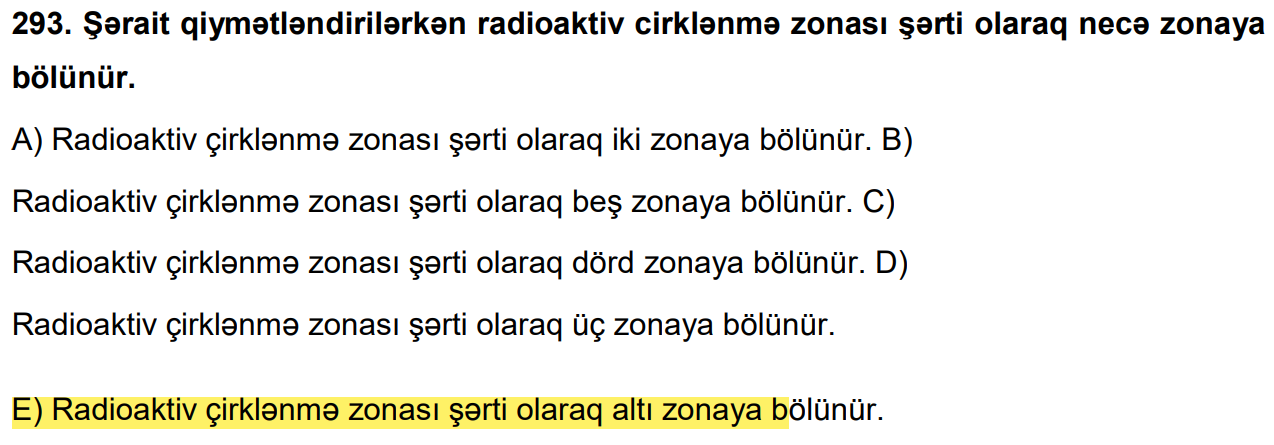 293. Şərait qiymətləndirilərkən radioaktiv cirklənmə zonası şərti olaraq necə zonaya
bölünür.
A) Radioaktiv çirklənmə zonası şərti olaraq iki zonaya bölünür. B)
Radioaktiv çirklənmə zonası şərti olaraq beş zonaya bölünür. C)
Radioaktiv çirklənmə zonası şərti olaraq dörd zonaya bölünür. D)
Radioaktiv çirklənmə zonası şərti olaraq üç zonaya bölünür.
E) Radioaktiv çirklənmə zonası şərti olaraq altı zonaya bölünür.